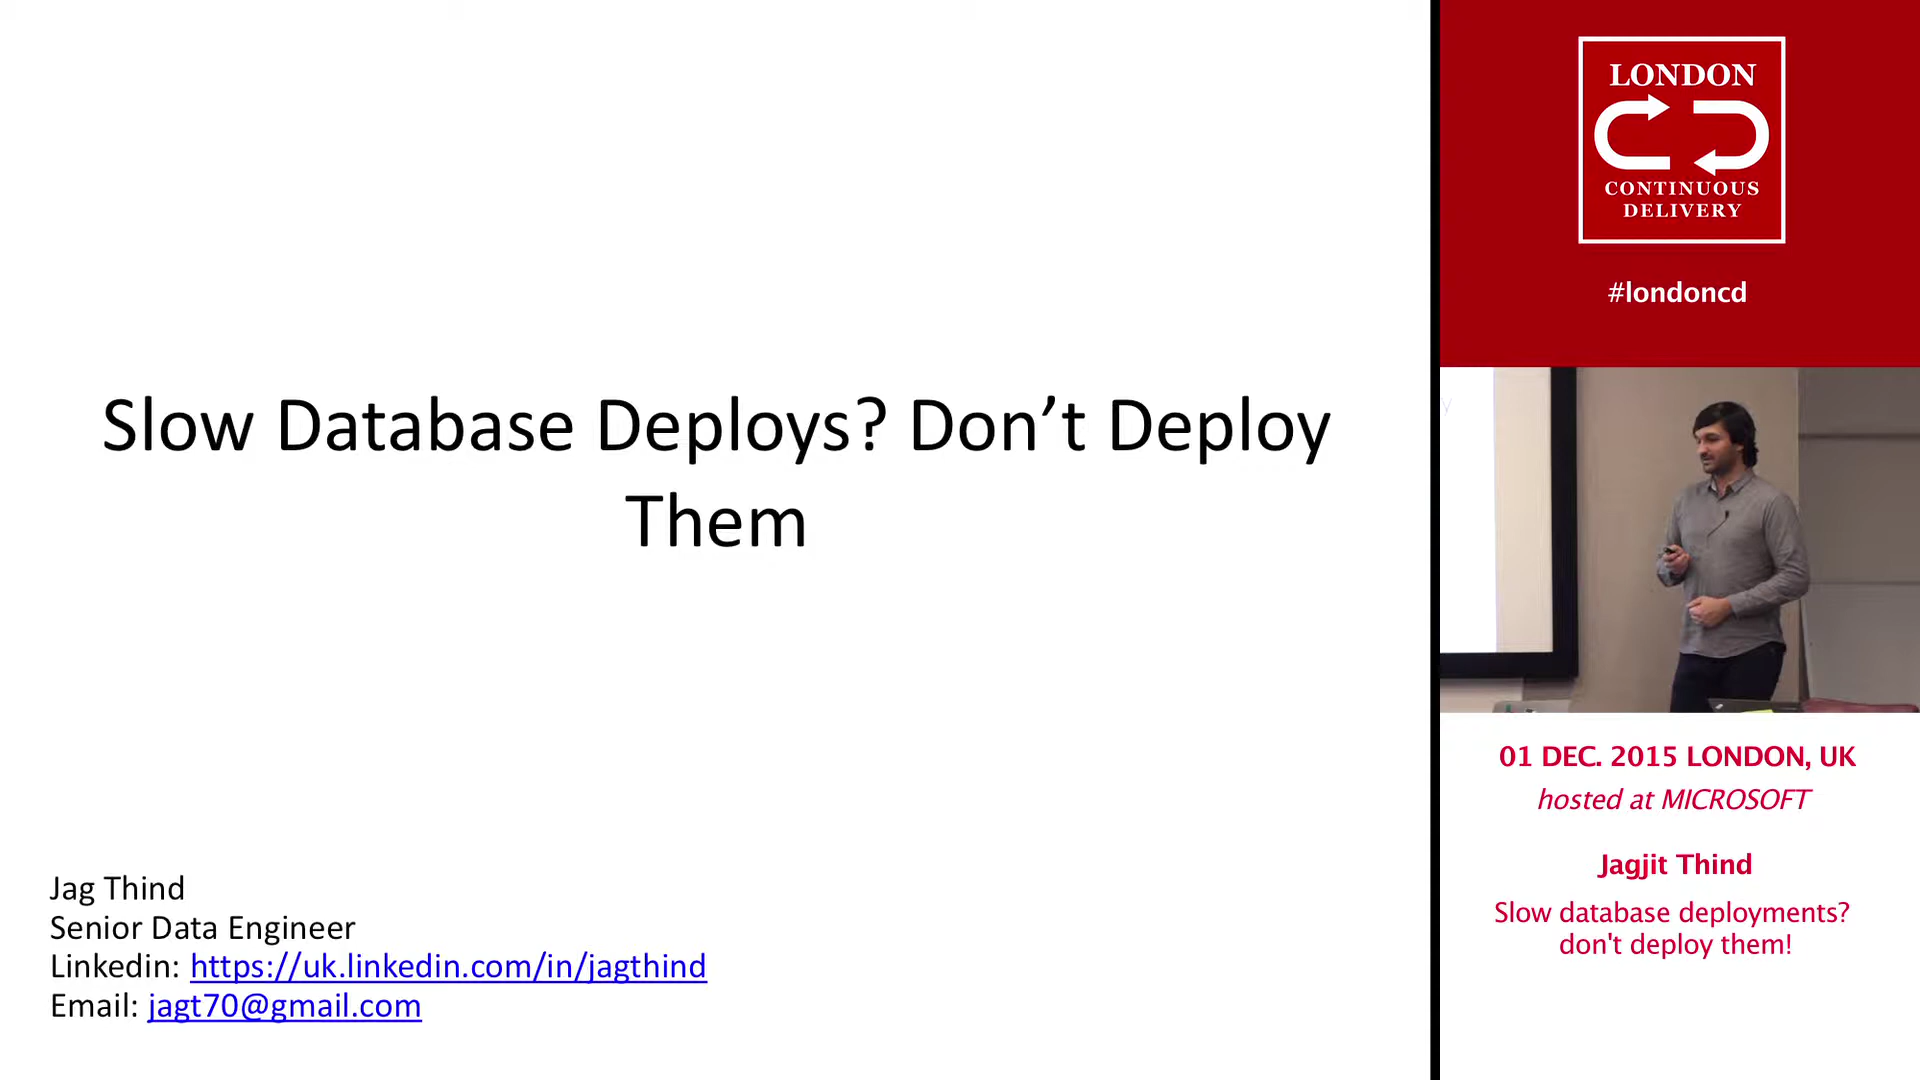 Slow Database Deploys? Don’t Deploy
Them
Jag Thind
Senior Data Engineer
Linkedin: https://uk.linkedin.com/in/jagthind
Email: jagt70@gmail.com
LONDON
CONTINUOUS
DELIVERY
#londoncd
01 DEC. 2015 LONDON, UK
hosted at MICROSOFT
Jagjit Thind
Slow database deployments?
don't deploy them!